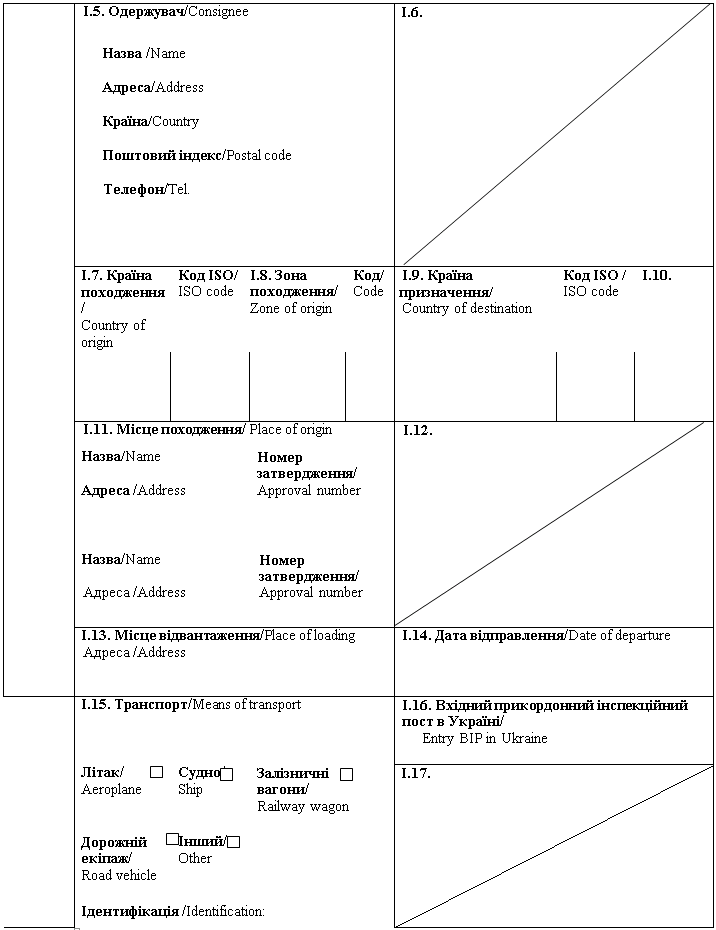 I.5. Одержувач/Consignee
Назва /Name
Адреса/Address
Країна/Country
Поштовий індекс/Postal code
Телефон/Tel.
I.6.
I.7. Країна
походження
/
Country of
origin
Код ISO/
ISO code
I.8. Зона
походження/
Zone of origin
Код/
Code
I.9. Країна
призначення/
Country of destination
Код ISO /
ISO code
I.10.
I.11. Місце походження/ Place of origin
Назва/Name
Адреса /Address
Номер
затвердження/
Approval number
Назва/Name
Адреса /Address
Номер
затвердження/
Approval number
I.12.
I.13. Місце відвантаження/Place of loading
Адреса /Address
I.14. Дата відправлення/Date of departure
I.15. Транспорт/Means of transport
Літак/
Aeroplane
Судно/
Ship
Залізничні
вагони/
Railway wagon
Дорожній
екіпаж/
Road vehicle
Інший/
Other
Ідентифікація /Identification:
I.16. Вхідний прикордонний інспекційний
пост в Україні/
Entry BIP in Ukraine
I.17.